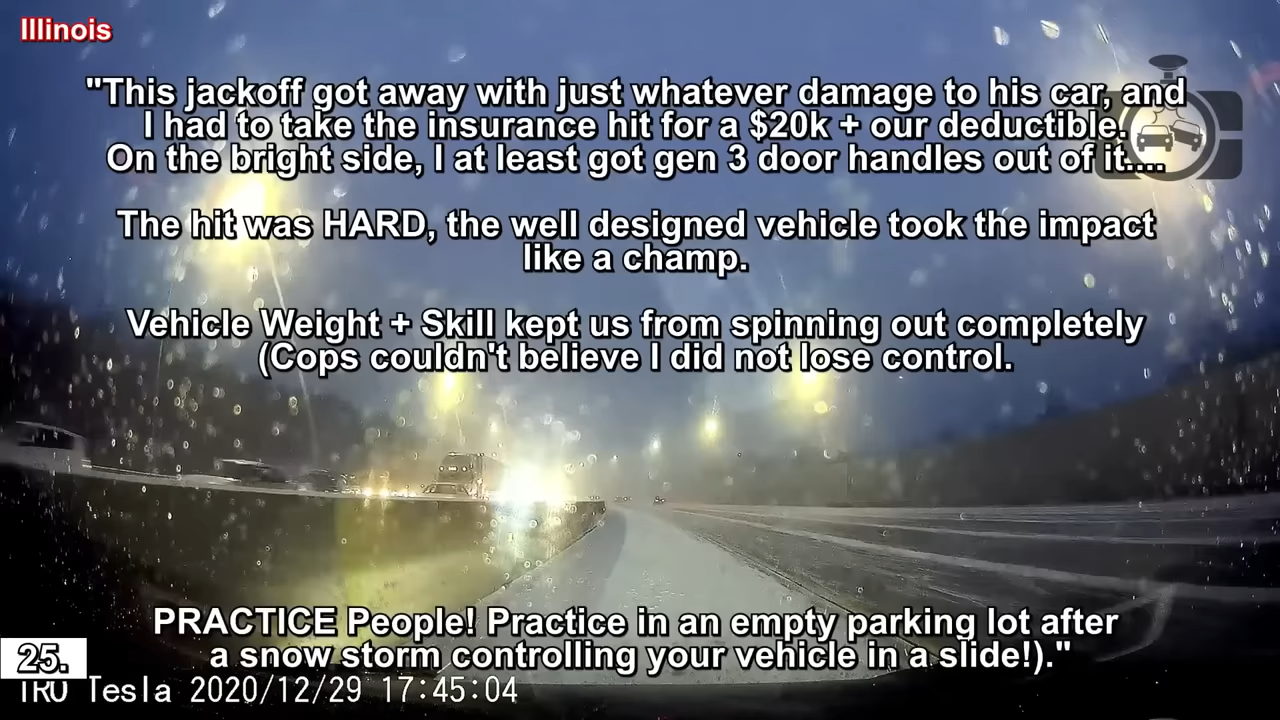 Illinois
"This jackoff got away with just whatever damage to his car, and
I had to take the insurance hit for a $20k + our deductible.
On the bright side, I at least got gen 3 door handles out of it....
The hit was HARD, the well designed vehicle took the impact
like a champ.
Vehicle Weight + Skill kept us from spinning out completely
(Cops couldn't believe I did not lose control.
PRACTICE People! Practice in an empty parking lot after
a snow storm controlling your vehicle in a slide!)."
25.
TRU Tesla 2020/12/29 17:45:04